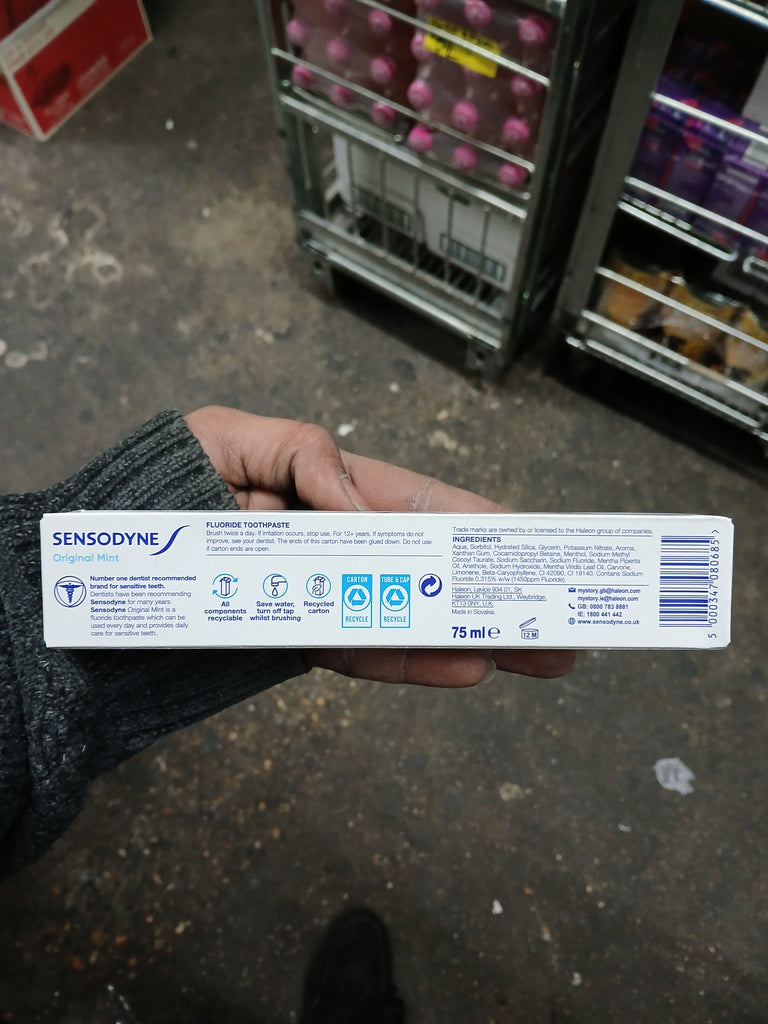 SENSODYNE
Original Mint
Number one dentist recommended
brand for sensitive teeth.
Dentists have been recommending
Sensodyne for many years.
Sensodyne Original Mint is a
fluoride toothpaste which can be
used every day and provides daily
care for sensitive teeth.
FLUORIDE TOOTHPASTE
Brush twice a day. If irritation occurs, stop use. For 12+ years. If symptoms do not
improve, see your dentist. The ends of this carton have been glued down. Do not use
if carton ends are open.
All
components
recyclable
Save water,
turn off tap
whilst brushing
Recycled
carton
CARTON
RECYCLE
TUBE & CAP
RECYCLE
Trade marks are owned by or licensed to the Haleon group of companies.
INGREDIENTS
Aqua, Sorbitol, Hydrated Silica, Glycerin, Potassium Nitrate, Aroma,
Xanthan Gum, Cocamidopropyl Betaine, Menthol, Sodium Methyl
Cocoyl Taurate, Sodium Saccharin, Sodium Fluoride, Mentha Piperita
Oil, Anethole, Sodium Hydroxide, Mentha Viridis Leaf Oil, Carvone,
Limonene, Beta-Caryophyllene, CI 42090, CI 19140. Contains Sodium
Fluoride 0.315% w/w (1450ppm Fluoride).
Haleon, Levice 934 01, SK
Haleon UK Trading Ltd., Weybridge,
KT13 0NY, U.K.
Made in Slovakia.
75 ml e
12 M
mystory.gb@haleon.com
mystory.ie@haleon.com
GB: 0800 783 8881
IE: 1800 441 442
www.sensodyne.co.uk
5 000347 080685 >